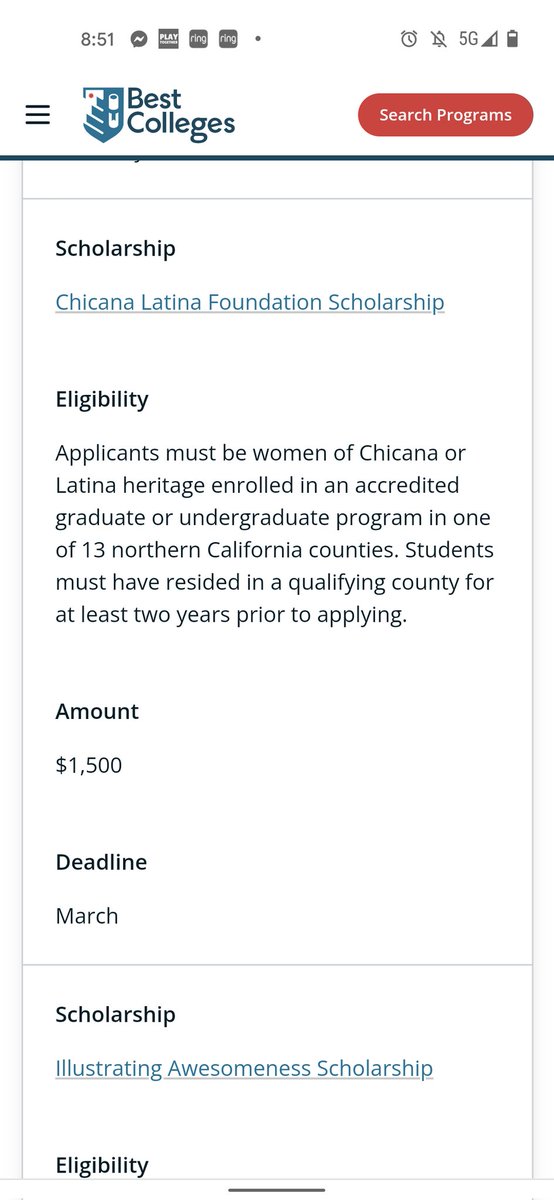 8:51 PLAY TOGETHER ring ring 5G
Best
Colleges
Search Programs
Scholarship
Chicana Latina Foundation Scholarship
Eligibility
Applicants must be women of Chicana or
Latina heritage enrolled in an accredited
graduate or undergraduate program in one
of 13 northern California counties. Students
must have resided in a qualifying county for
at least two years prior to applying.
Amount
$1,500
Deadline
March
Scholarship
Illustrating Awesomeness Scholarship
Eligibility